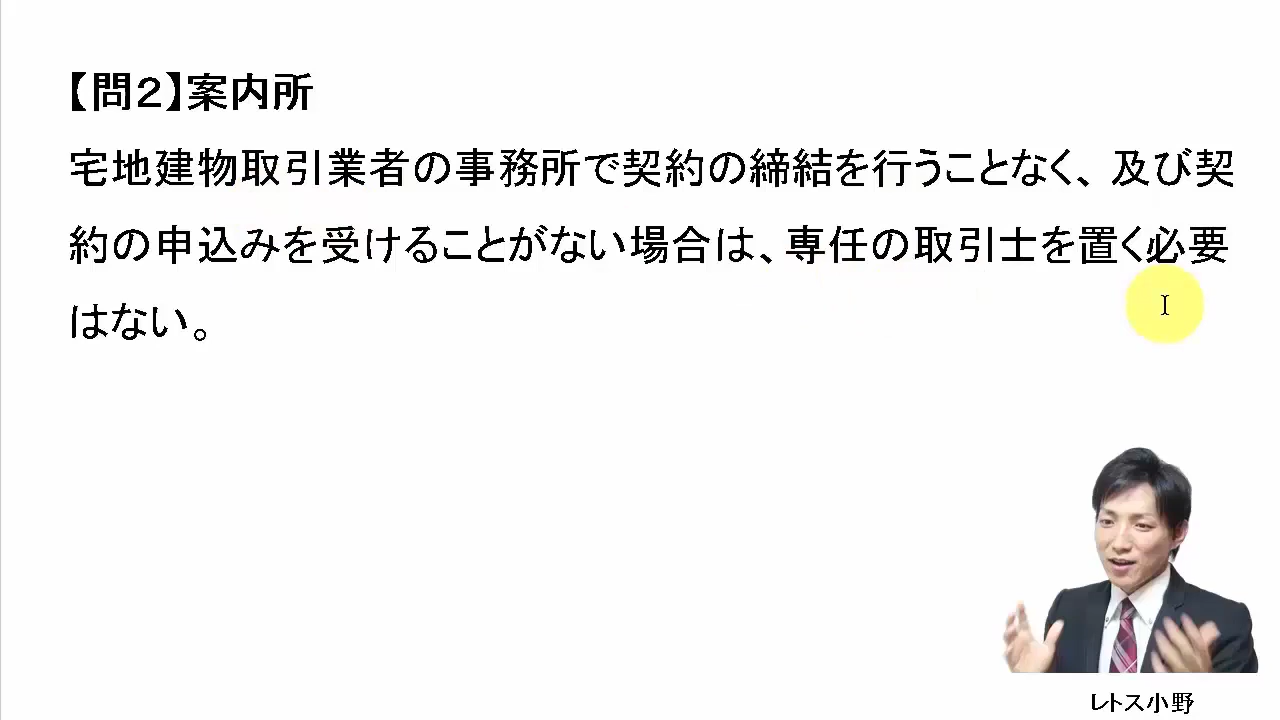 【問２】案内所
宅地建物取引業者の事務所で契約の締結を行うことなく、及び契
約の申込みを受けることがない場合は、専任の取引士を置く必要
はない。
レトス小野